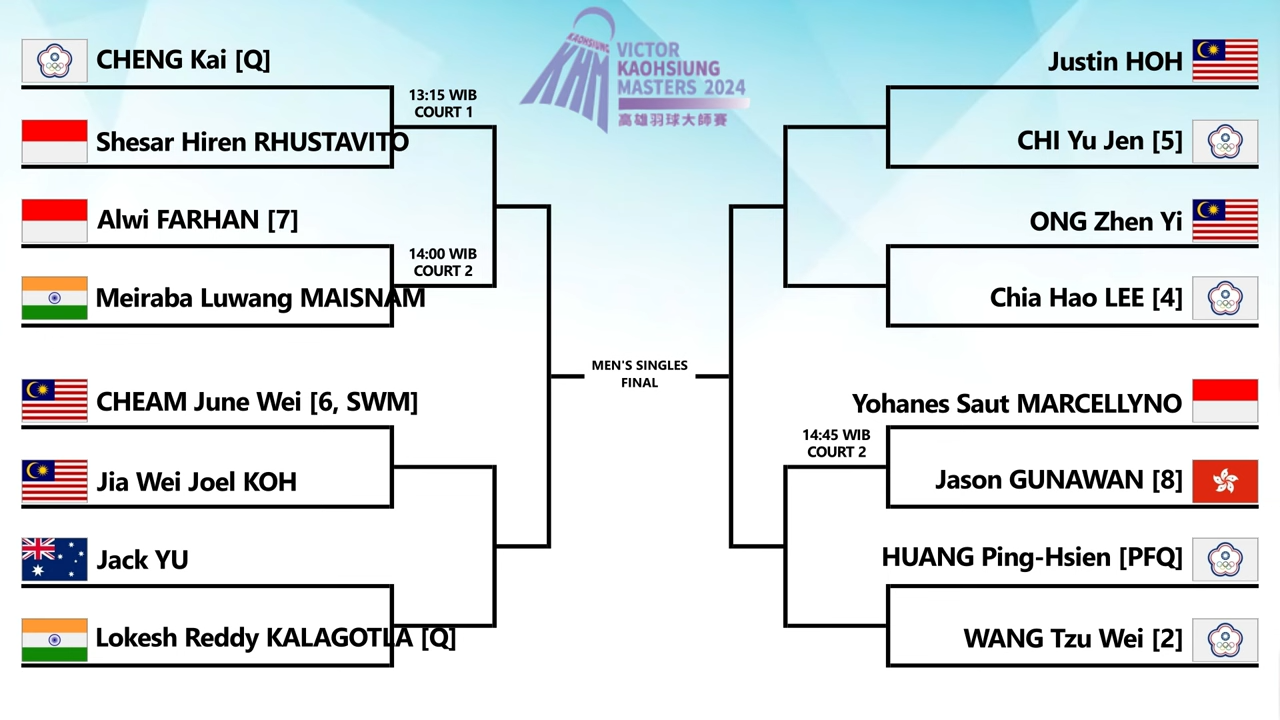 KAOHSIUNG
KHM
VICTOR
KAOHSIUNG
MASTERS 2024
高雄羽球大師賽
CHENG Kai [Q]
13:15 WIB
COURT 1
Shesar Hiren RHUSTAVITO
Alwi FARHAN [7]
14:00 WIB
COURT 2
Meiraba Luwang MAISNAM
CHEAM June Wei [6, SWM]
Jia Wei Joel KOH
Jack YU
Lokesh Reddy KALAGOTLA [Q]
MEN'S SINGLES
FINAL
Justin HOH
CHI Yu Jen [5]
ONG Zhen Yi
Chia Hao LEE [4]
Yohanes Saut MARCELLYNO
14:45 WIB
COURT 2
Jason GUNAWAN [8]
HUANG Ping-Hsien [PFQ]
WANG Tzu Wei [2]